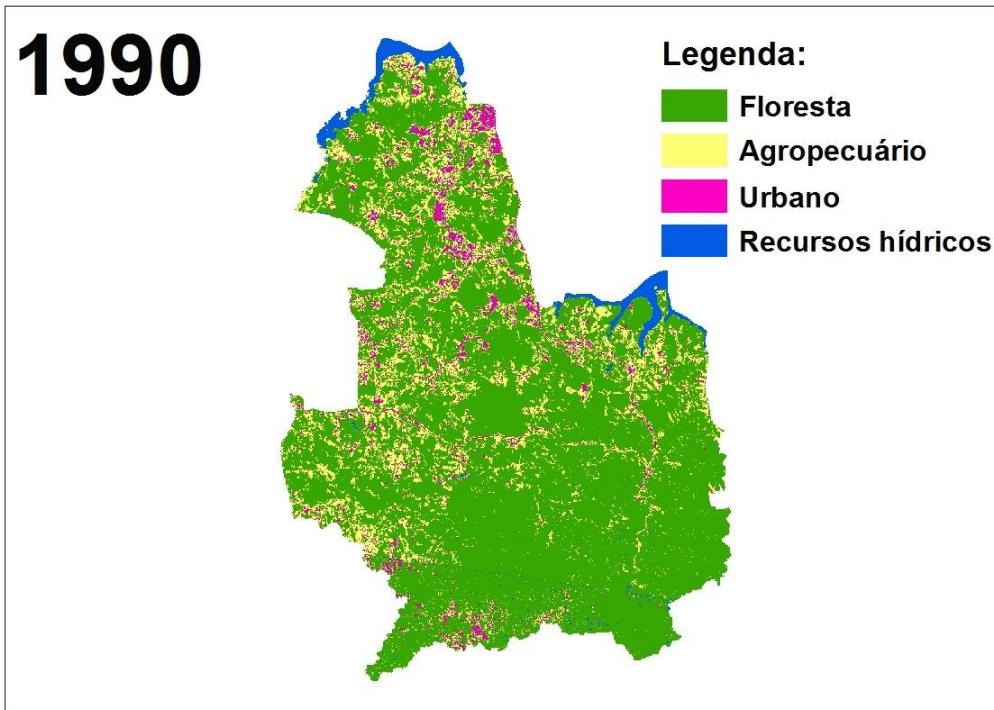 1990
Legenda:
Floresta
Agropecuário
Urbano
Recursos hídricos